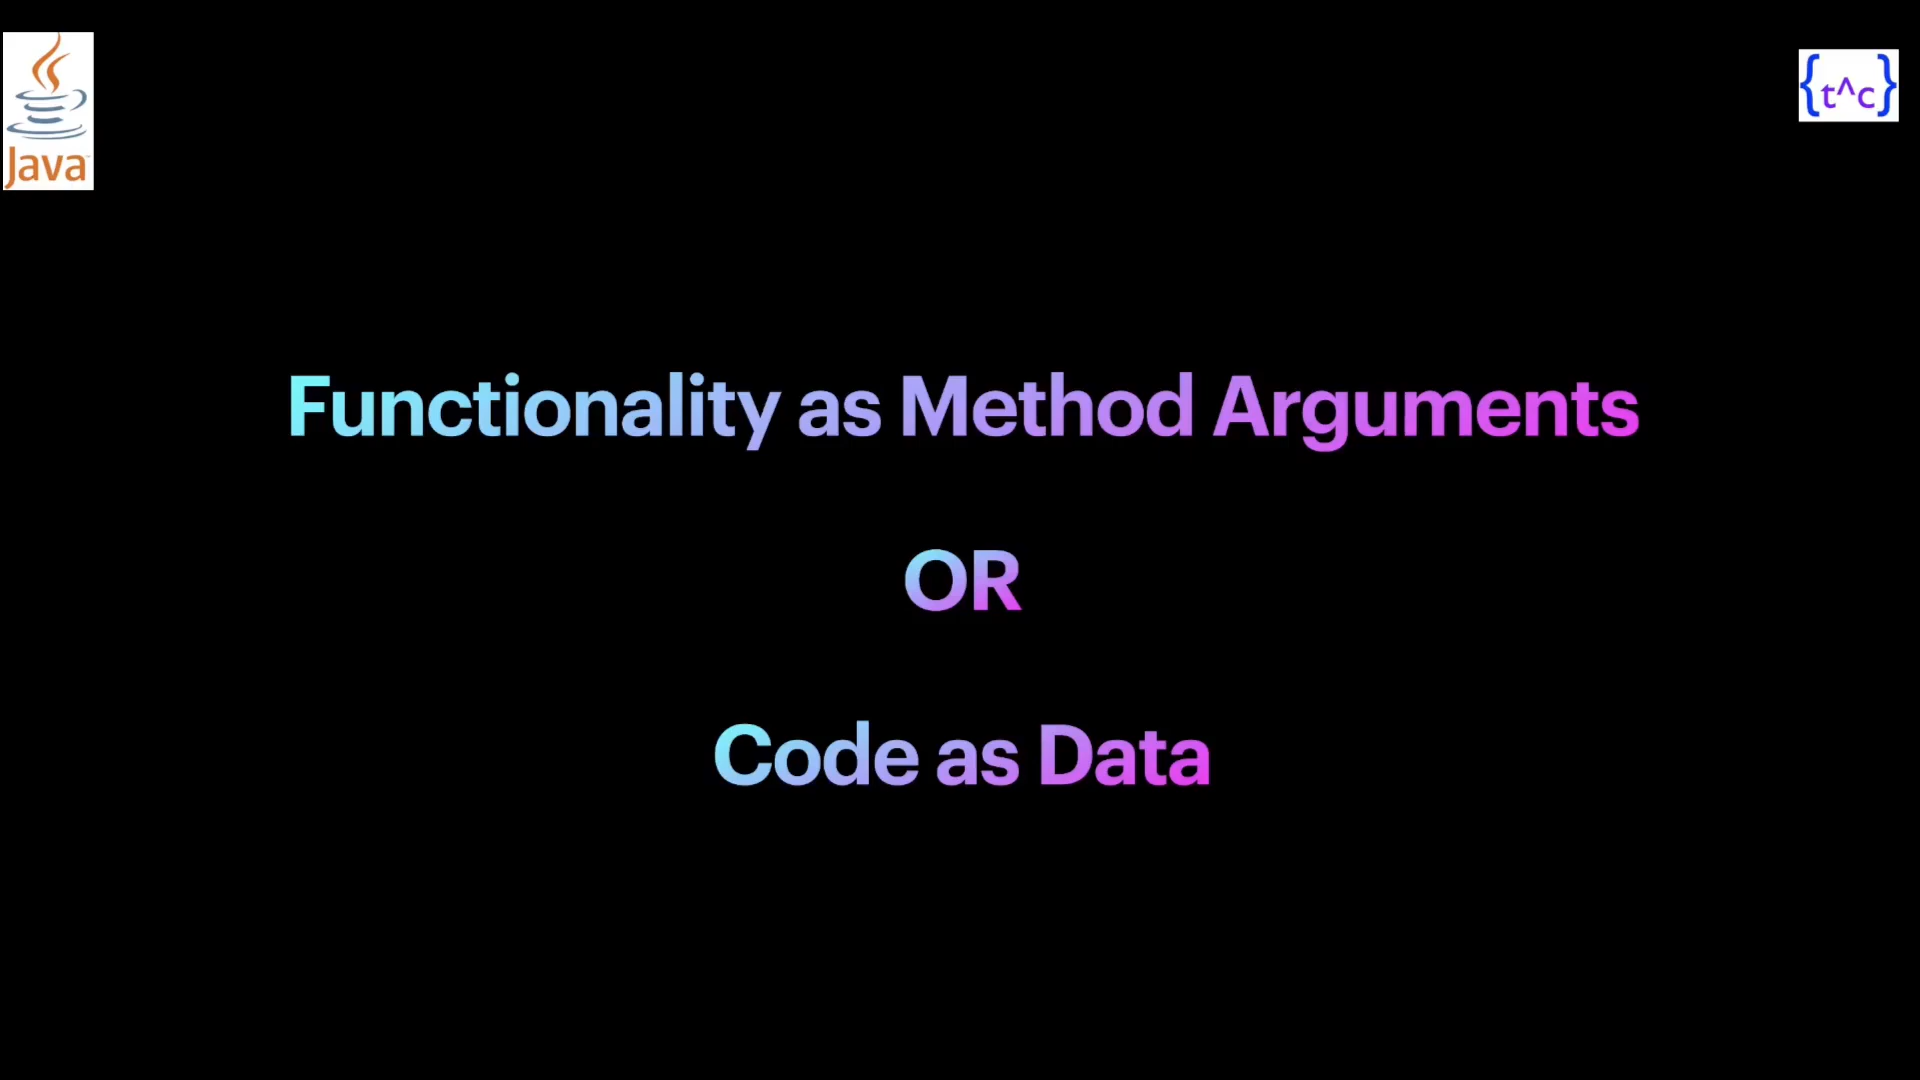 Java
{t^c}
Functionality as Method Arguments
OR
Code as Data